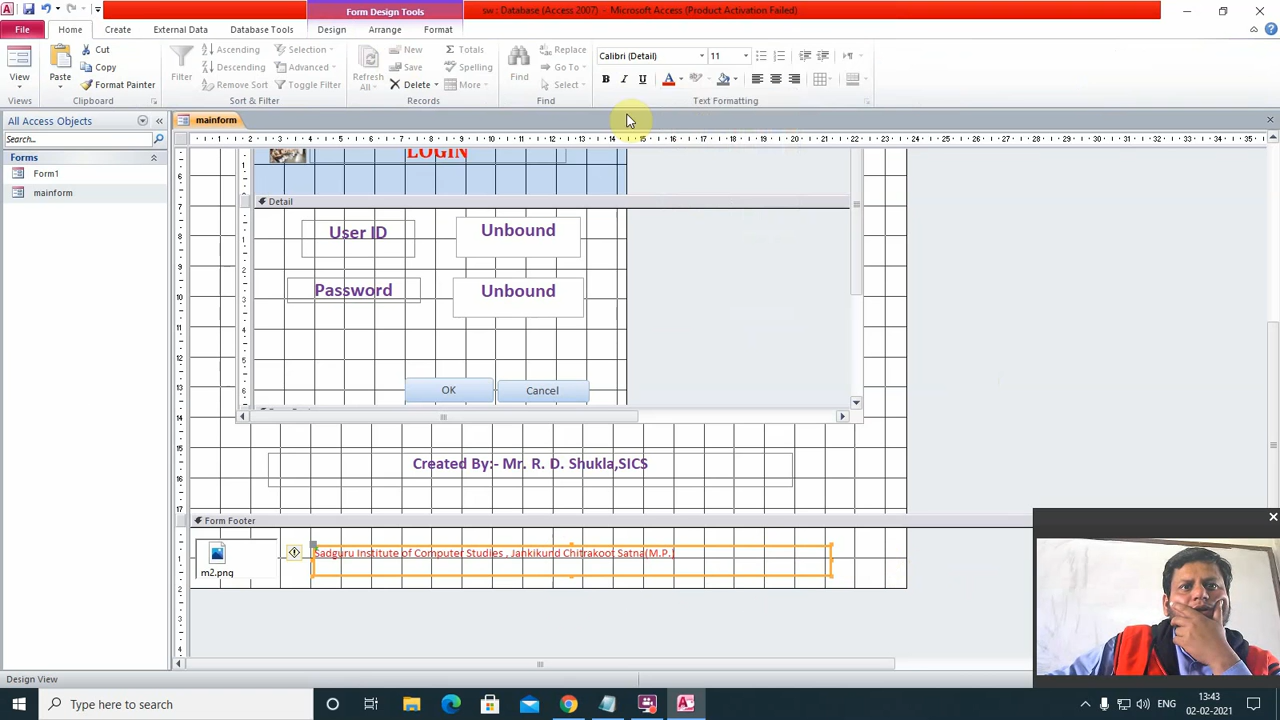 Form Design Tools
sw : Database (Access 2007) - Microsoft Access (Product Activation Failed)
File Home Create External Data Database Tools Design Arrange Format
View
Views
Paste
Cut
Copy
Format Painter
Clipboard
Filter
Ascending
Descending
Remove Sort
Selection
Advanced
Toggle Filter
Sort & Filter
Refresh
All
New
Save
Delete
Totals
Spelling
More
Records
Find
Replace
Go To
Select
Find
Calibri (Detail) 11
B I U A
Text Formatting
All Access Objects
Search...
Forms
Form1
mainform
mainform
LOGIN
Detail
User ID Unbound
Password Unbound
OK Cancel
Created By:- Mr. R. D. Shukla,SICS
Form Footer
m2.png
Sadguru Institute of Computer Studies , Jankikund Chitrakoot Satna(M.P.)
Design View
Type here to search
ENG
13:43
02-02-2021